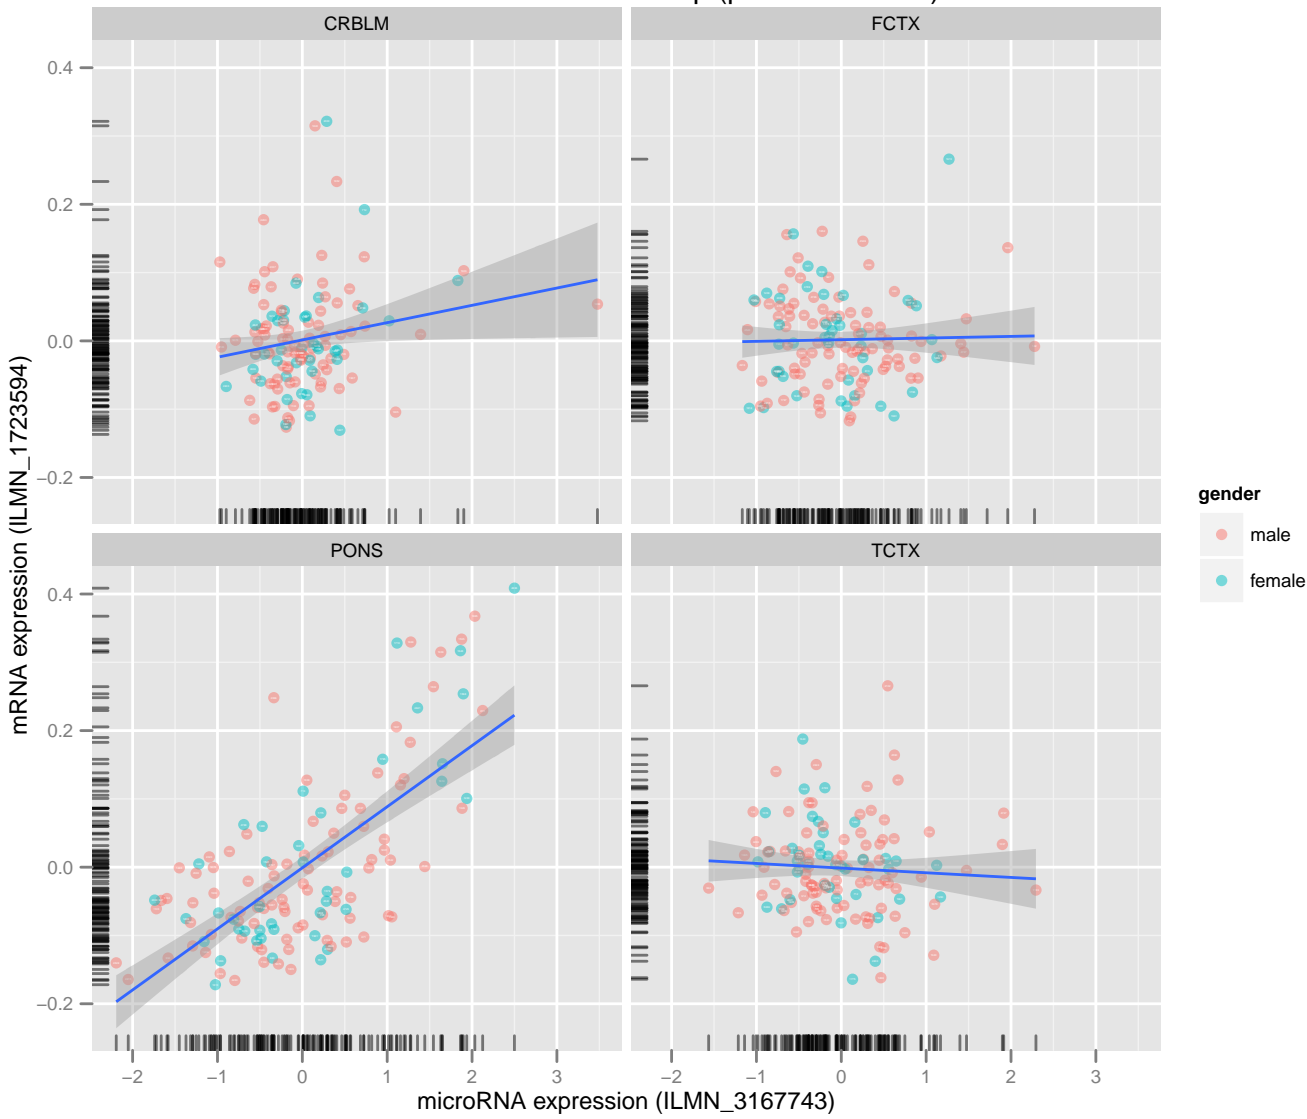 CRBLM FCTX
0.4
0.2
0.0
−0.2
PONS TCTX
0.4
0.2
0.0
−0.2
−2 −1 0 1 2 3 −2 −1 0 1 2 3
microRNA expression (ILMN_3167743)
mRNA expression (ILMN_1723594)
gender
male
female